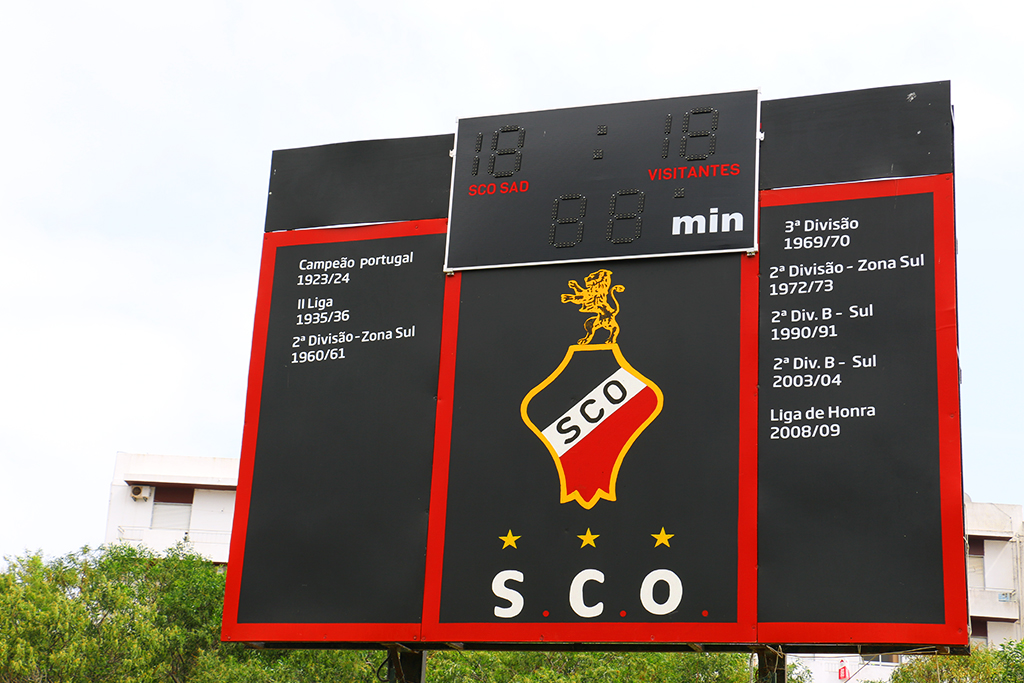 18 : 18
SCO SAD VISITANTES
88 min
Campeão portugal
1923/24
II Liga
1935/36
2ª Divisão-Zona Sul
1960/61
SCO
S.C.O.
3ª Divisão
1969/70
2ª Divisão - Zona Sul
1972/73
2ª Div. B - Sul
1990/91
2ª Div. B - Sul
2003/04
Liga de Honra
2008/09